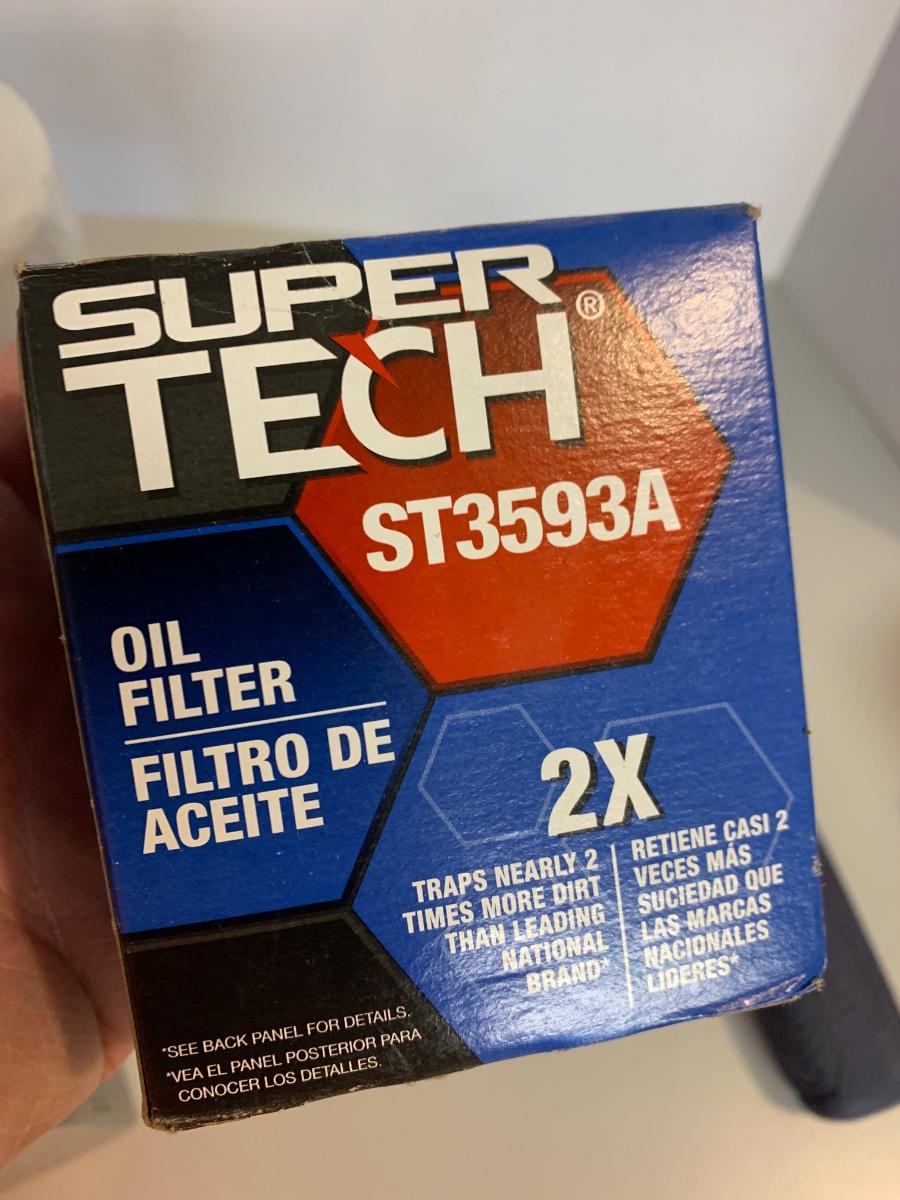 SUPER
TECH®
ST3593A
OIL
FILTER
FILTRO DE
ACEITE
2X
TRAPS NEARLY 2
TIMES MORE DIRT
THAN LEADING
NATIONAL
BRAND*
RETIENE CASI 2
VECES MÁS
SUCIEDAD QUE
LAS MARCAS
NACIONALES
LÍDERES*
*SEE BACK PANEL FOR DETAILS.
*VEA EL PANEL POSTERIOR PARA
CONOCER LOS DETALLES.